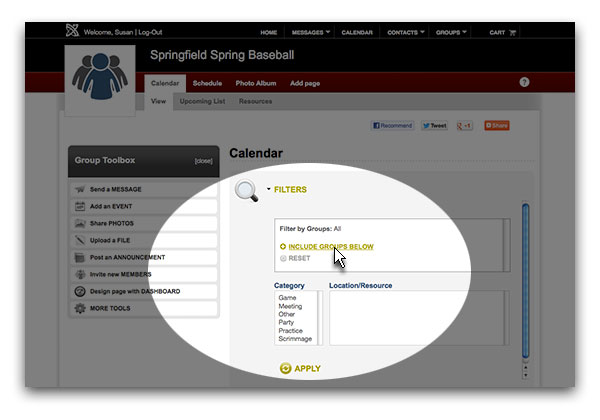 Welcome, Susan | Log-Out
HOME MESSAGES CALENDAR CONTACTS GROUPS CART
Springfield Spring Baseball
Calendar Schedule Photo Album Add page
?
View Upcoming List Resources
Recommend Tweet +1 Share
Group Toolbox [close]
Calendar
Send a MESSAGE
Add an EVENT
Share PHOTOS
Upload a FILE
Post an ANNOUNCEMENT
Invite new MEMBERS
Design page with DASHBOARD
MORE TOOLS
FILTERS
Filter by Groups: All
INCLUDE GROUPS BELOW
RESET
Category Location/Resource
Game
Meeting
Other
Party
Practice
Scrimmage
APPLY